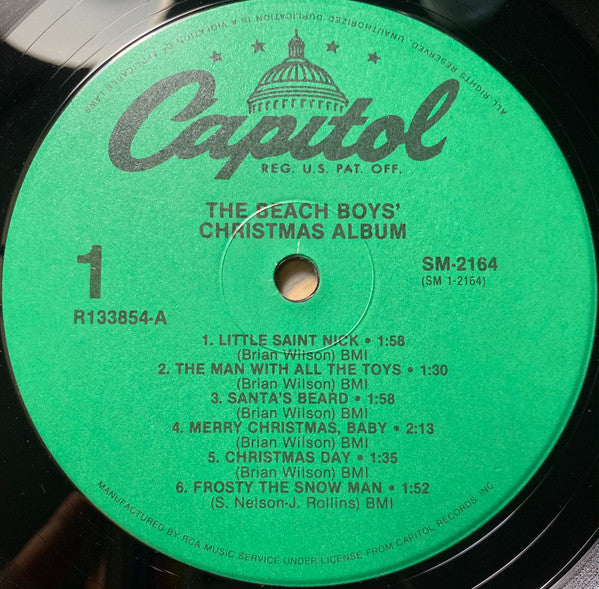 UNAUTHORIZED DUPLICATION IS A VIOLATION OF APPLICABLE LAWS. ALL RIGHTS RESERVED
Capitol
REG. U.S. PAT. OFF.
THE BEACH BOYS'
CHRISTMAS ALBUM
1
SM-2164
(SM 1-2164)
R133854-A
1. LITTLE SAINT NICK • 1:58
(Brian Wilson) BMI
2. THE MAN WITH ALL THE TOYS • 1:30
(Brian Wilson) BMI
3. SANTA'S BEARD • 1:58
(Brian Wilson) BMI
4. MERRY CHRISTMAS, BABY • 2:13
(Brian Wilson) BMI
5. CHRISTMAS DAY • 1:35
(Brian Wilson) BMI
6. FROSTY THE SNOW MAN • 1:52
(S. Nelson-J. Rollins) BMI
MANUFACTURED BY RCA MUSIC SERVICE UNDER LICENSE FROM CAPITOL RECORDS, INC.